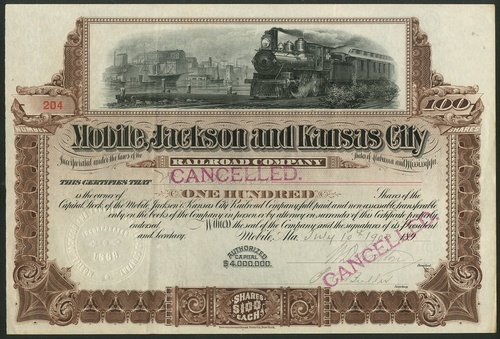 204
100
NUMBER
SHARES
Mobile, Jackson and Kansas City
Incorporated under the laws of the States of Alabama and Mississippi.
RAILROAD COMPANY
CANCELLED.
THIS CERTIFIES THAT
ONE HUNDRED
is the owner of Shares of the
Capital Stock of the Mobile Jackson & Kansas City Railroad Company, full paid and non-assessable, transferable
only on the books of the Company in person or by attorney on surrender of this Certificate properly
endorsed. Witness the seal of the Company and the signatures of its President
and Secretary. Mobile, Ala. July
CANCELLED.
AUTHORIZED
CAPITAL
$4,000,000.
SHARES
$100
EACH